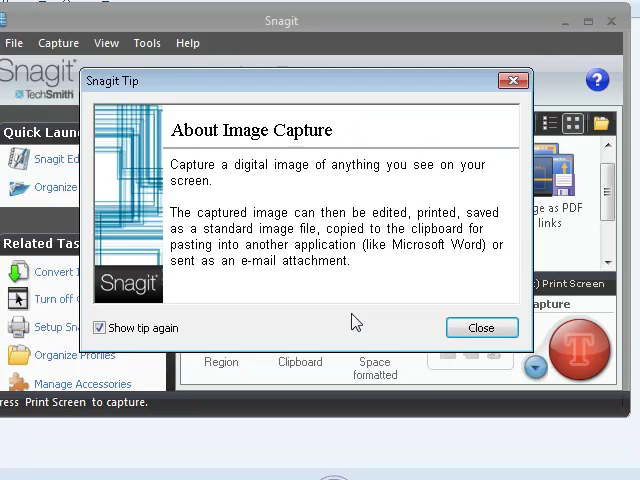 Snagit
File Capture View Tools Help
Snagit
TechSmith
Snagit Tip
About Image Capture
Capture a digital image of anything you see on your
screen.
The captured image can then be edited, printed, saved
as a standard image file, copied to the clipboard for
pasting into another application (like Microsoft Word) or
sent as an e-mail attachment.
Snagit
Show tip again
Close
Quick Laun
Snagit Ed
Organize
Related Tas
Convert I
Turn off
Setup Sna
Organize Profiles
Manage Accessories
ge as PDF
links
Print Screen
apture
Region
Clipboard
Space
formatted
ress Print Screen to capture.